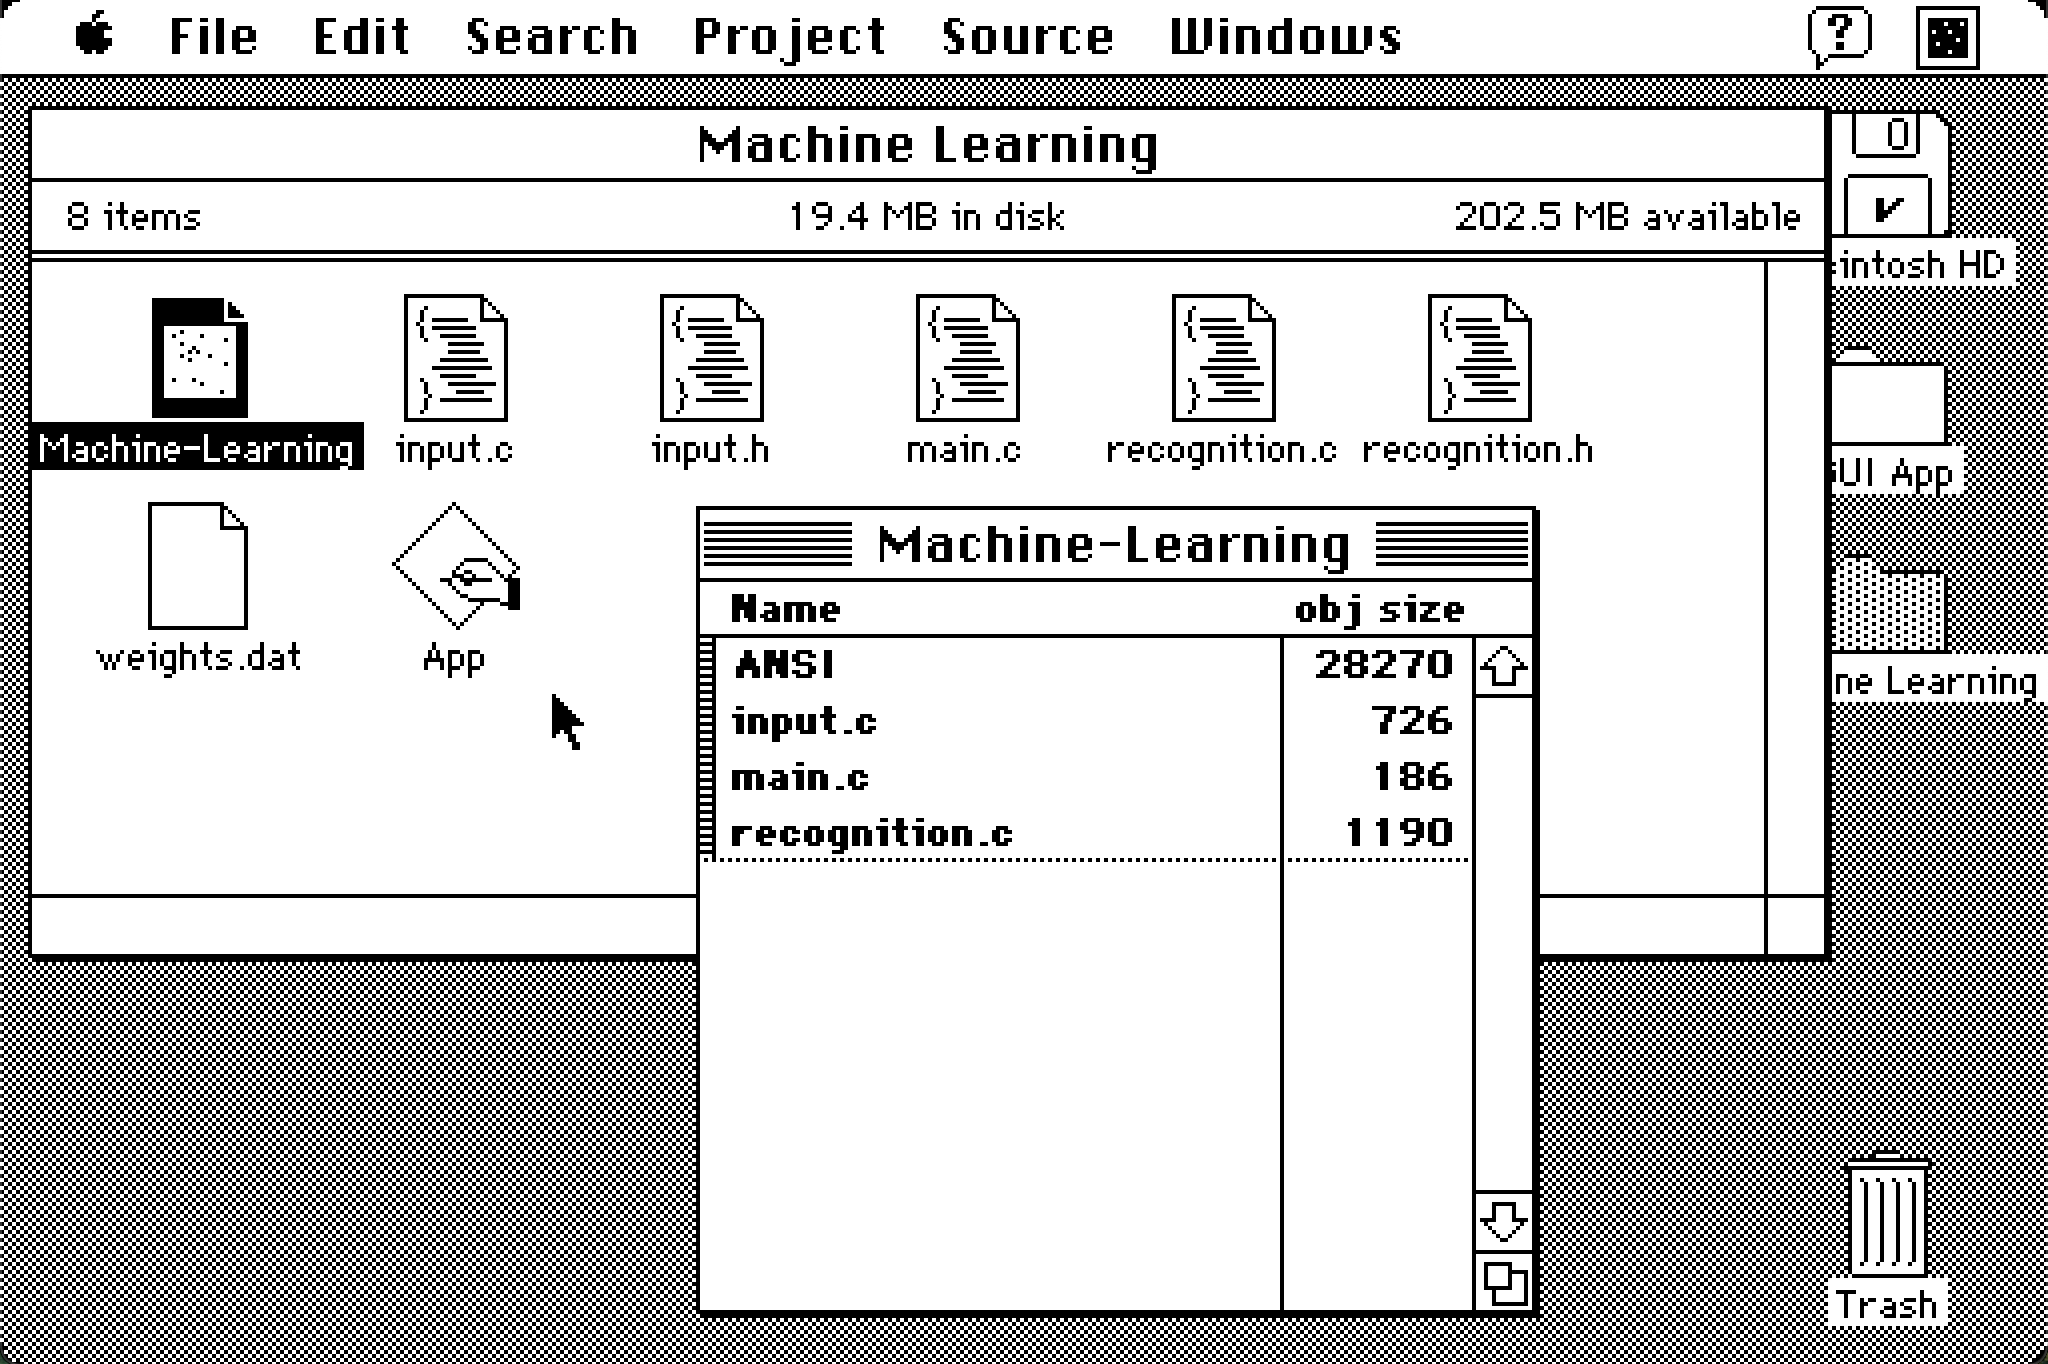 File Edit Search Project Source Windows
Machine Learning
8 items 19.4 MB in disk 202.5 MB available
Machine-Learning input.c input.h main.c recognition.c recognition.h
weights.dat App
Machine-Learning
Name obj size
ANSI 28270
input.c 726
main.c 186
recognition.c 1190
intosh HD
UI App
ne Learning
Trash